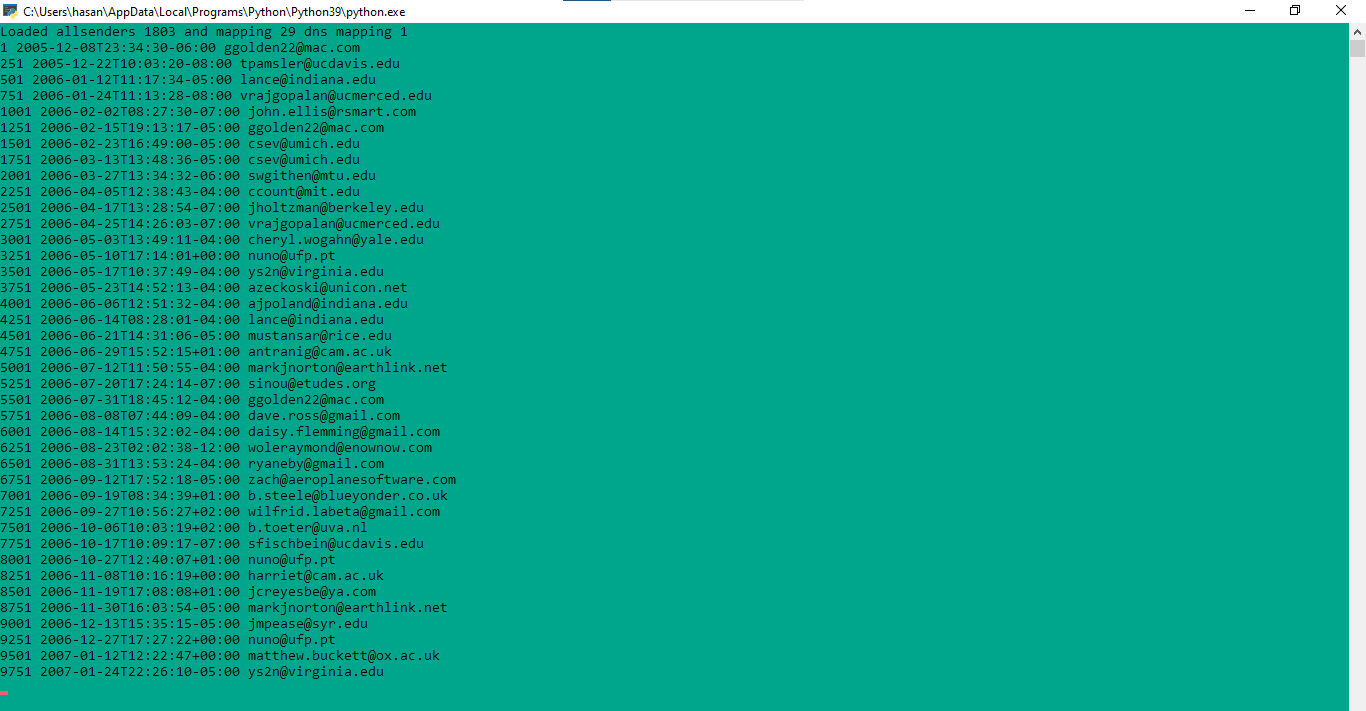 C:\Users\hasan\AppData\Local\Programs\Python\Python39\python.exe
Loaded allsenders 1803 and mapping 29 dns mapping 1
1 2005-12-08T23:34:30-06:00 ggolden22@mac.com
251 2005-12-22T10:03:20-08:00 tpamsler@ucdavis.edu
501 2006-01-12T11:17:34-05:00 lance@indiana.edu
751 2006-01-24T11:13:28-08:00 vrajgopalan@ucmerced.edu
1001 2006-02-02T08:27:30-07:00 john.ellis@rsmart.com
1251 2006-02-15T19:13:17-05:00 ggolden22@mac.com
1501 2006-02-23T16:49:00-05:00 csev@umich.edu
1751 2006-03-13T13:48:36-05:00 csev@umich.edu
2001 2006-03-27T13:34:32-06:00 swgithen@mtu.edu
2251 2006-04-05T12:38:43-04:00 ccount@mit.edu
2501 2006-04-17T13:28:54-07:00 jholtzman@berkeley.edu
2751 2006-04-25T14:26:03-07:00 vrajgopalan@ucmerced.edu
3001 2006-05-03T13:49:11-04:00 cheryl.wogahn@yale.edu
3251 2006-05-10T17:14:01+00:00 nuno@ufp.pt
3501 2006-05-17T10:37:49-04:00 ys2n@virginia.edu
3751 2006-05-23T14:52:13-04:00 azeckoski@unicon.net
4001 2006-06-06T12:51:32-04:00 ajpoland@indiana.edu
4251 2006-06-14T08:28:01-04:00 lance@indiana.edu
4501 2006-06-21T14:31:06-05:00 mustansar@rice.edu
4751 2006-06-29T15:52:15+01:00 antranig@cam.ac.uk
5001 2006-07-12T11:50:55-04:00 markjnorton@earthlink.net
5251 2006-07-20T17:24:14-07:00 sinou@etudes.org
5501 2006-07-31T18:45:12-04:00 ggolden22@mac.com
5751 2006-08-08T07:44:09-04:00 dave.ross@gmail.com
6001 2006-08-14T15:32:02-04:00 daisy.flemming@gmail.com
6251 2006-08-23T02:02:38-12:00 woleraymond@enownow.com
6501 2006-08-31T13:53:24-04:00 ryaneby@gmail.com
6751 2006-09-12T17:52:18-05:00 zach@aeroplanesoftware.com
7001 2006-09-19T08:34:39+01:00 b.steele@blueyonder.co.uk
7251 2006-09-27T10:56:27+02:00 wilfrid.labeta@gmail.com
7501 2006-10-06T10:03:19+02:00 b.toeter@uva.nl
7751 2006-10-17T10:09:17-07:00 sfischbein@ucdavis.edu
8001 2006-10-27T12:40:07+01:00 nuno@ufp.pt
8251 2006-11-08T10:16:19+00:00 harriet@cam.ac.uk
8501 2006-11-19T17:08:08+01:00 jcreyesbe@ya.com
8751 2006-11-30T16:03:54-05:00 markjnorton@earthlink.net
9001 2006-12-13T15:35:15-05:00 jmpease@syr.edu
9251 2006-12-27T17:27:22+00:00 nuno@ufp.pt
9501 2007-01-12T12:22:47+00:00 matthew.buckett@ox.ac.uk
9751 2007-01-24T22:26:10-05:00 ys2n@virginia.edu